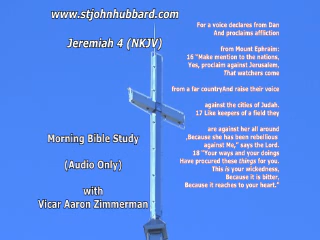 www.stjohnhubbard.com
Jeremiah 4 (NKJV)
For a voice declares from Dan
And proclaims affliction
from Mount Ephraim:
16 “Make mention to the nations,
Yes, proclaim against Jerusalem,
That watchers come
from a far countryAnd raise their voice
against the cities of Judah.
17 Like keepers of a field they
are against her all around
,Because she has been rebellious
against Me,” says the Lord.
18 “Your ways and your doings
Have procured these things for you.
This is your wickedness,
Because it is bitter,
Because it reaches to your heart.”
Morning Bible Study
(Audio Only)
with
Vicar Aaron Zimmerman